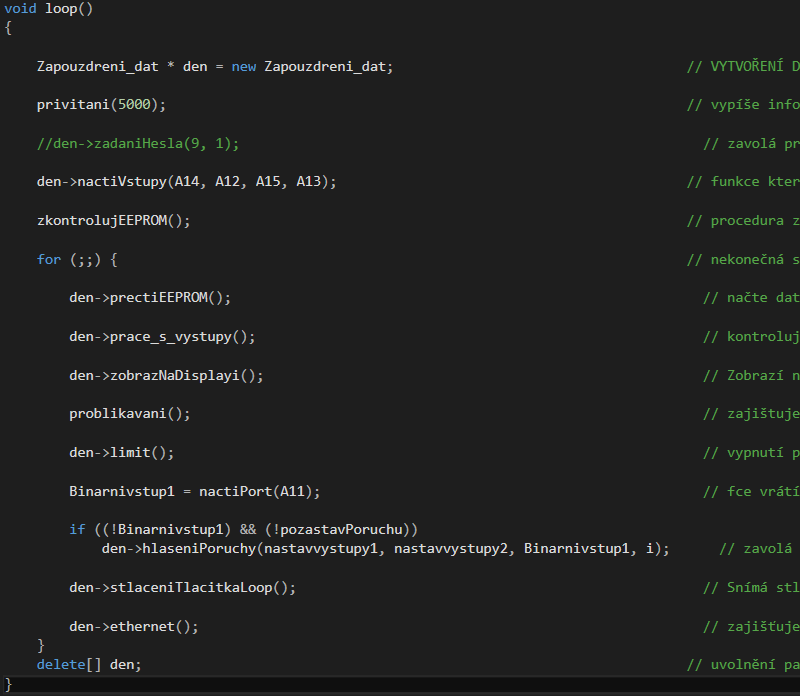 void loop()
{
Zapouzdreni_dat * den = new Zapouzdreni_dat; // VYTVOŘENÍ D
privitani(5000); // vypíše info
//den->zadaniHesla(9, 1); // zavolá pr
den->nactiVstupy(A14, A12, A15, A13); // funkce kter
zkontrolujEEPROM(); // procedura z
for (;;) { // nekonečná s
den->prectiEEPROM(); // načte dat
den->prace_s_vystupy(); // kontroluj
den->zobrazNaDisplayi(); // Zobrazí n
problikavani(); // zajištuje
den->limit(); // vypnutí p
Binarnivstup1 = nactiPort(A11); // fce vrátí
if ((!Binarnivstup1) && (!pozastavPoruchu))
den->hlaseniPoruchy(nastavvystupy1, nastavvystupy2, Binarnivstup1, i); // zavolá
den->stlaceniTlacitkaLoop(); // Snímá stl
den->ethernet(); // zajišťuje
}
delete[] den; // uvolnění pa
}